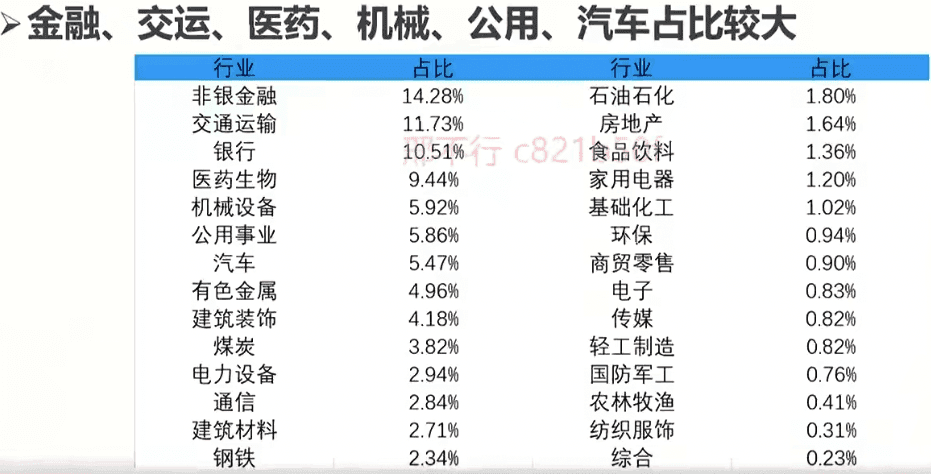 ➢金融、交运、医药、机械、公用、汽车占比较大
行业 占比 行业 占比
非银金融 14.28% 石油石化 1.80%
交通运输 11.73% 房地产 1.64%
银行 10.51% 食品饮料 1.36%
医药生物 9.44% 家用电器 1.20%
机械设备 5.92% 基础化工 1.02%
公用事业 5.86% 环保 0.94%
汽车 5.47% 商贸零售 0.90%
有色金属 4.96% 电子 0.83%
建筑装饰 4.18% 传媒 0.82%
煤炭 3.82% 轻工制造 0.82%
电力设备 2.94% 国防军工 0.76%
通信 2.84% 农林牧渔 0.41%
建筑材料 2.71% 纺织服饰 0.31%
钢铁 2.34% 综合 0.23%